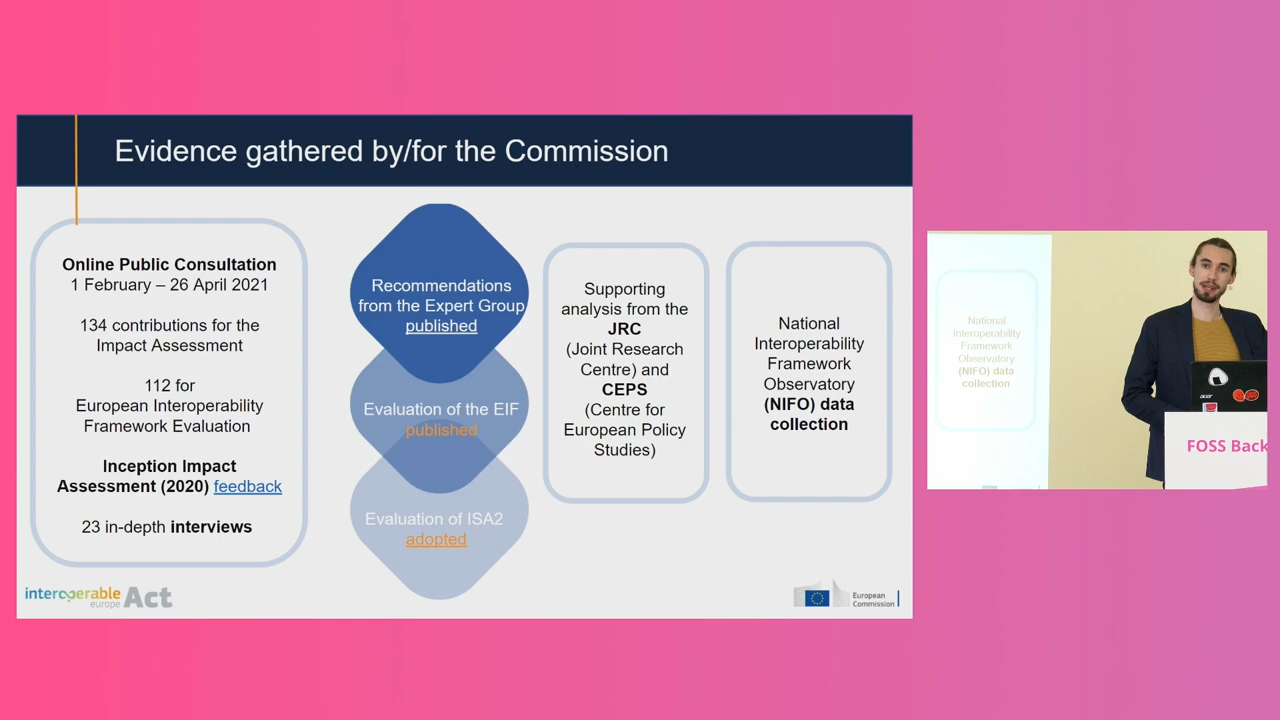 Evidence gathered by/for the Commission
Online Public Consultation
1 February – 26 April 2021
134 contributions for the
Impact Assessment
112 for
European Interoperability
Framework Evaluation
Inception Impact
Assessment (2020) feedback
23 in-depth interviews
Recommendations
from the Expert Group
published
Evaluation of the EIF
published
Evaluation of ISA2
adopted
Supporting
analysis from the
JRC
(Joint Research
Centre) and
CEPS
(Centre for
European Policy
Studies)
National
Interoperability
Framework
Observatory
(NIFO) data
collection
interoperable
europe Act
European
Commission
National
Interoperability
Framework
Observatory
(NIFO) data
collection
acer
FOSS Back